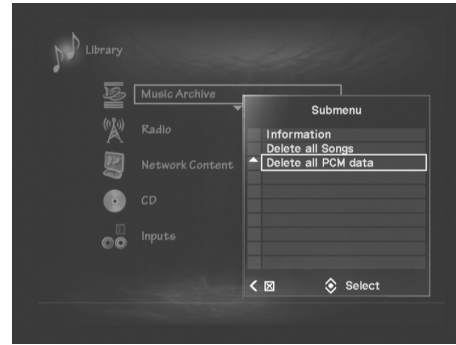 Library
Music Archive
Radio
Network Content
CD
Inputs
Submenu
Information
Delete all Songs
Delete all PCM data
Select